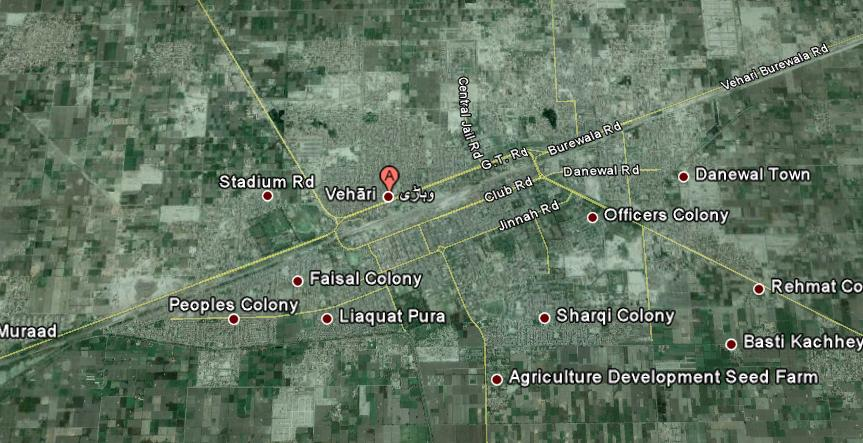 Vehari Burewala Rd
Central Jail Rd
Burewala Rd
G.T. Rd
Danewal Rd
Danewal Town
A
Stadium Rd
Vehāri
وہڑی
Club Rd
Jinnah Rd
Officers Colony
Faisal Colony
Rehmat Co
Peoples Colony
Liaquat Pura
Sharqi Colony
Muraad
Basti Kachhey
Agriculture Development Seed Farm